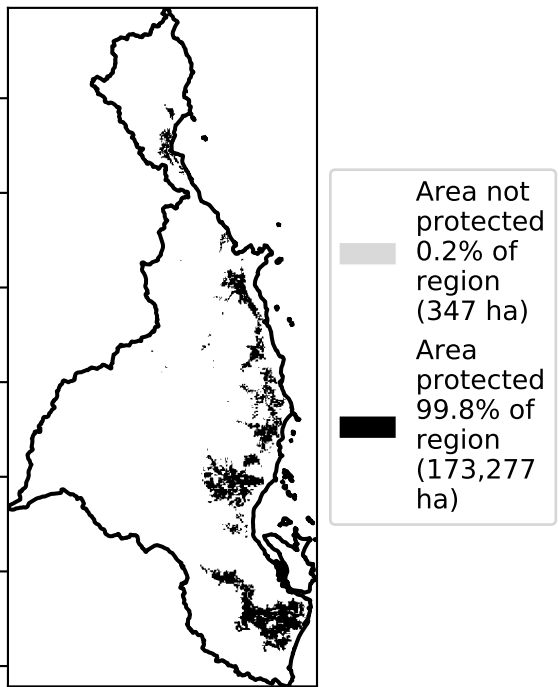 Area not
protected
0.2% of
region
(347 ha)
Area
protected
99.8% of
region
(173,277
ha)